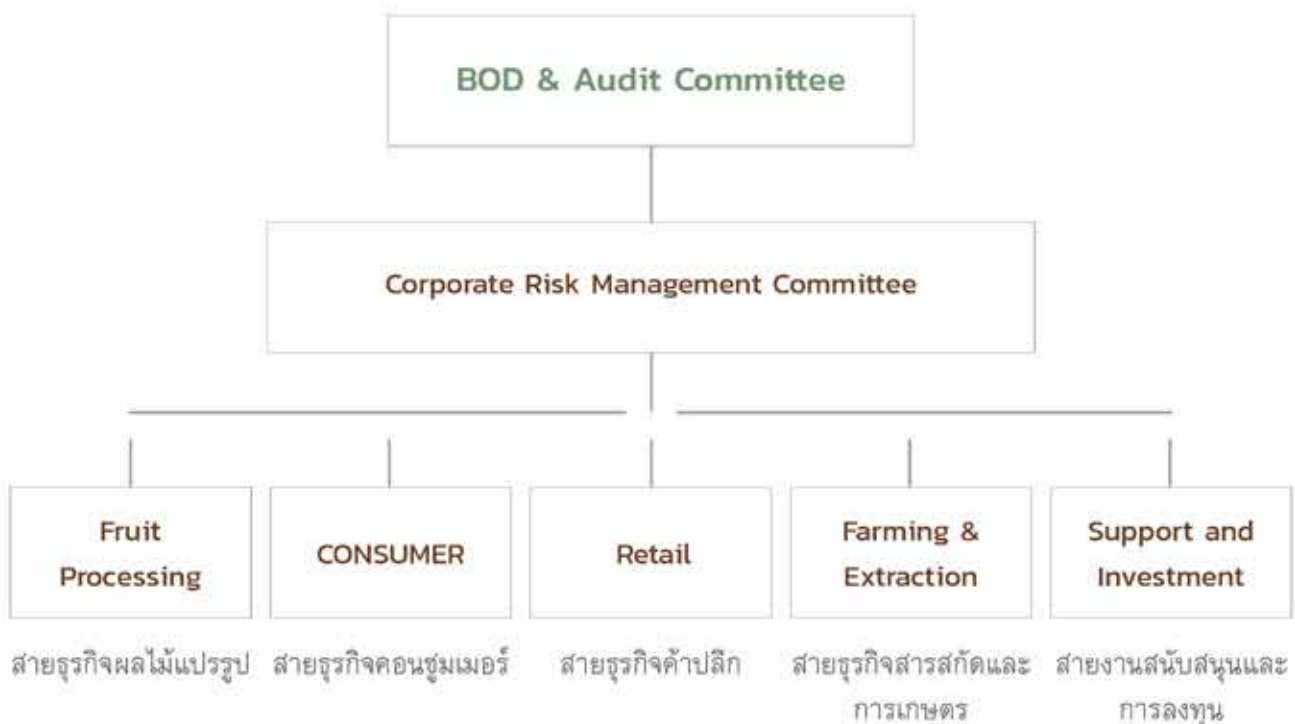 BOD & Audit Committee
Corporate Risk Management Committee
Fruit
Processing
CONSUMER
Retail
Farming &
Extraction
Support and
Investment
สายธุรกิจผลไม้แปรรูป
สายธุรกิจคอนซูมเมอร์
สายธุรกิจค้าปลีก
สายธุรกิจสารสกัดและ
การเกษตร
สายงานสนับสนุนและ
การลงทุน